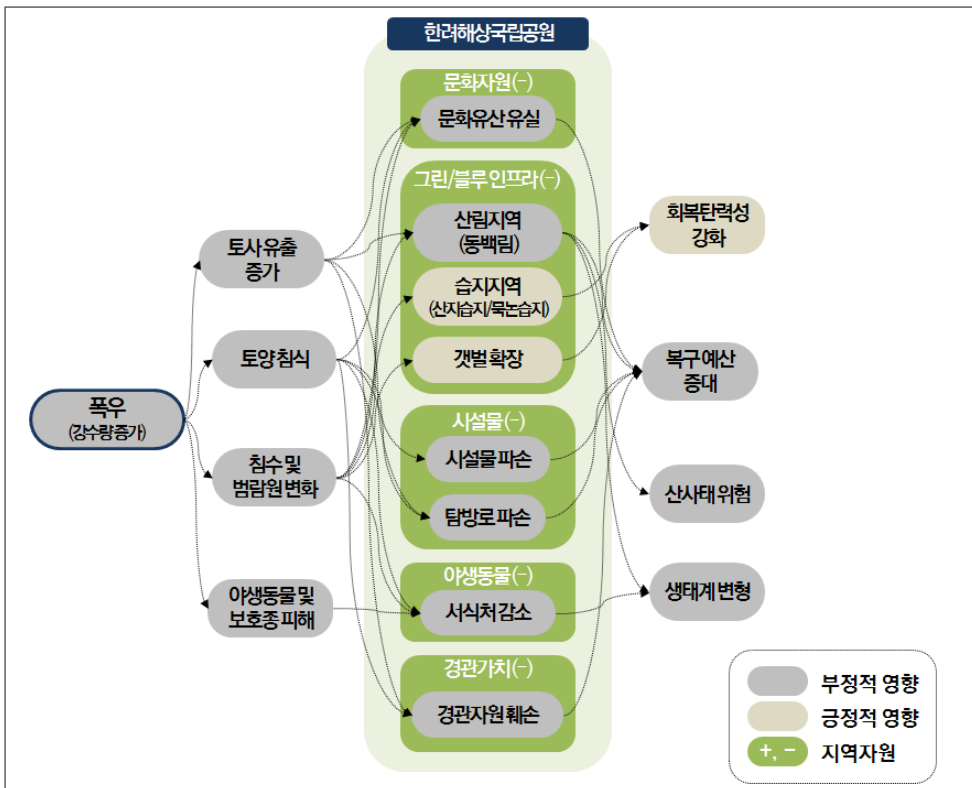 한려해상국립공원
문화자원(-)
문화유산 유실
그린/블루 인프라(-)
산림지역
(동백림)
습지지역
(산지습지/묵논습지)
갯벌 확장
시설물(-)
시설물 파손
탐방로 파손
야생동물(-)
서식처 감소
경관가치(-)
경관자원 훼손
폭우
(강수량 증가)
토사 유출
증가
토양 침식
침수 및
범람원 변화
야생동물 및
보호종 피해
회복탄력성
강화
복구 예산
증대
산사태 위험
생태계 변형
부정적 영향
긍정적 영향
+, - 지역자원